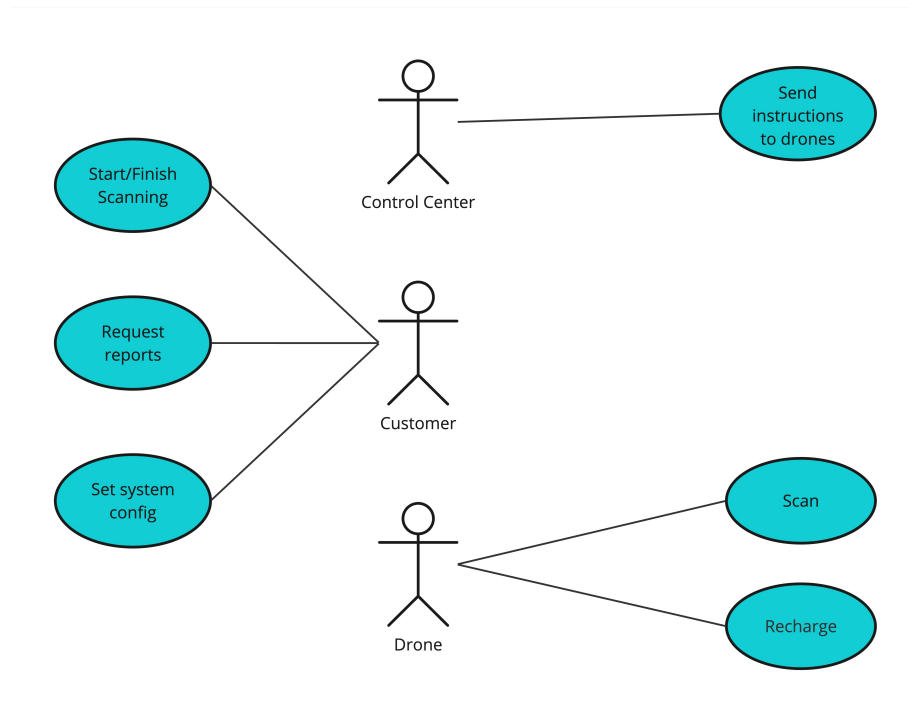 Send
instructions
to drones
Start/Finish
Scanning
Control Center
Request
reports
Customer
Set system
config
Scan
Recharge
Drone